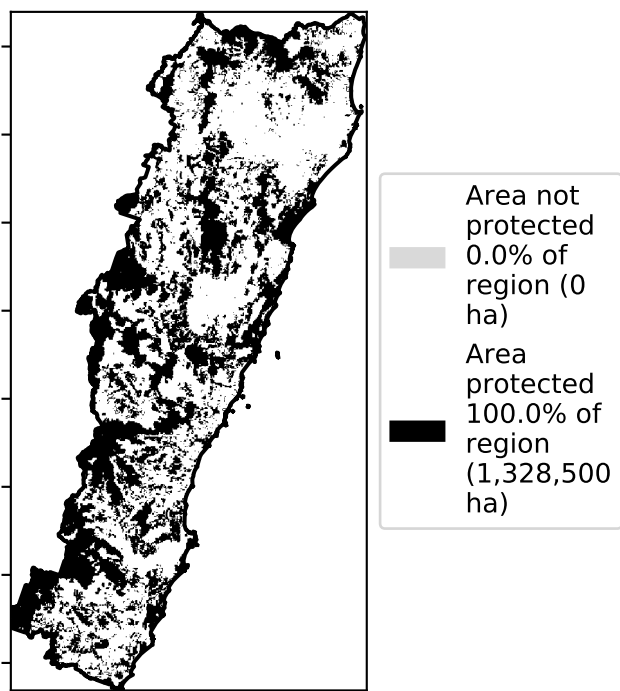 Area not
protected
0.0% of
region (0
ha)
Area
protected
100.0% of
region
(1,328,500
ha)